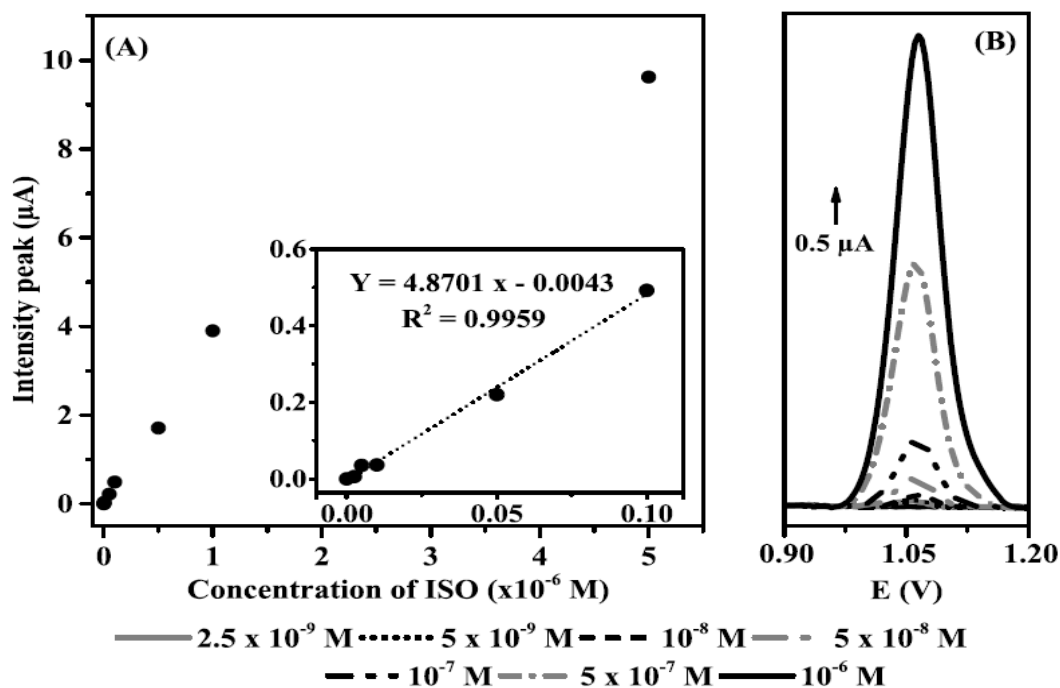 (A)
10
8
6
4
2
0
Intensity peak (µA)
0 1 2 3 4 5
Concentration of ISO (x10⁻⁶ M)
0.6
0.4
0.2
0.0
0.00 0.05 0.10
Y = 4.8701 x - 0.0043
R² = 0.9959
(B)
0.5 µA
0.90 1.05 1.20
E (V)
2.5 x 10⁻⁹ M 5 x 10⁻⁹ M 10⁻⁸ M 5 x 10⁻⁸ M
10⁻⁷ M 5 x 10⁻⁷ M 10⁻⁶ M